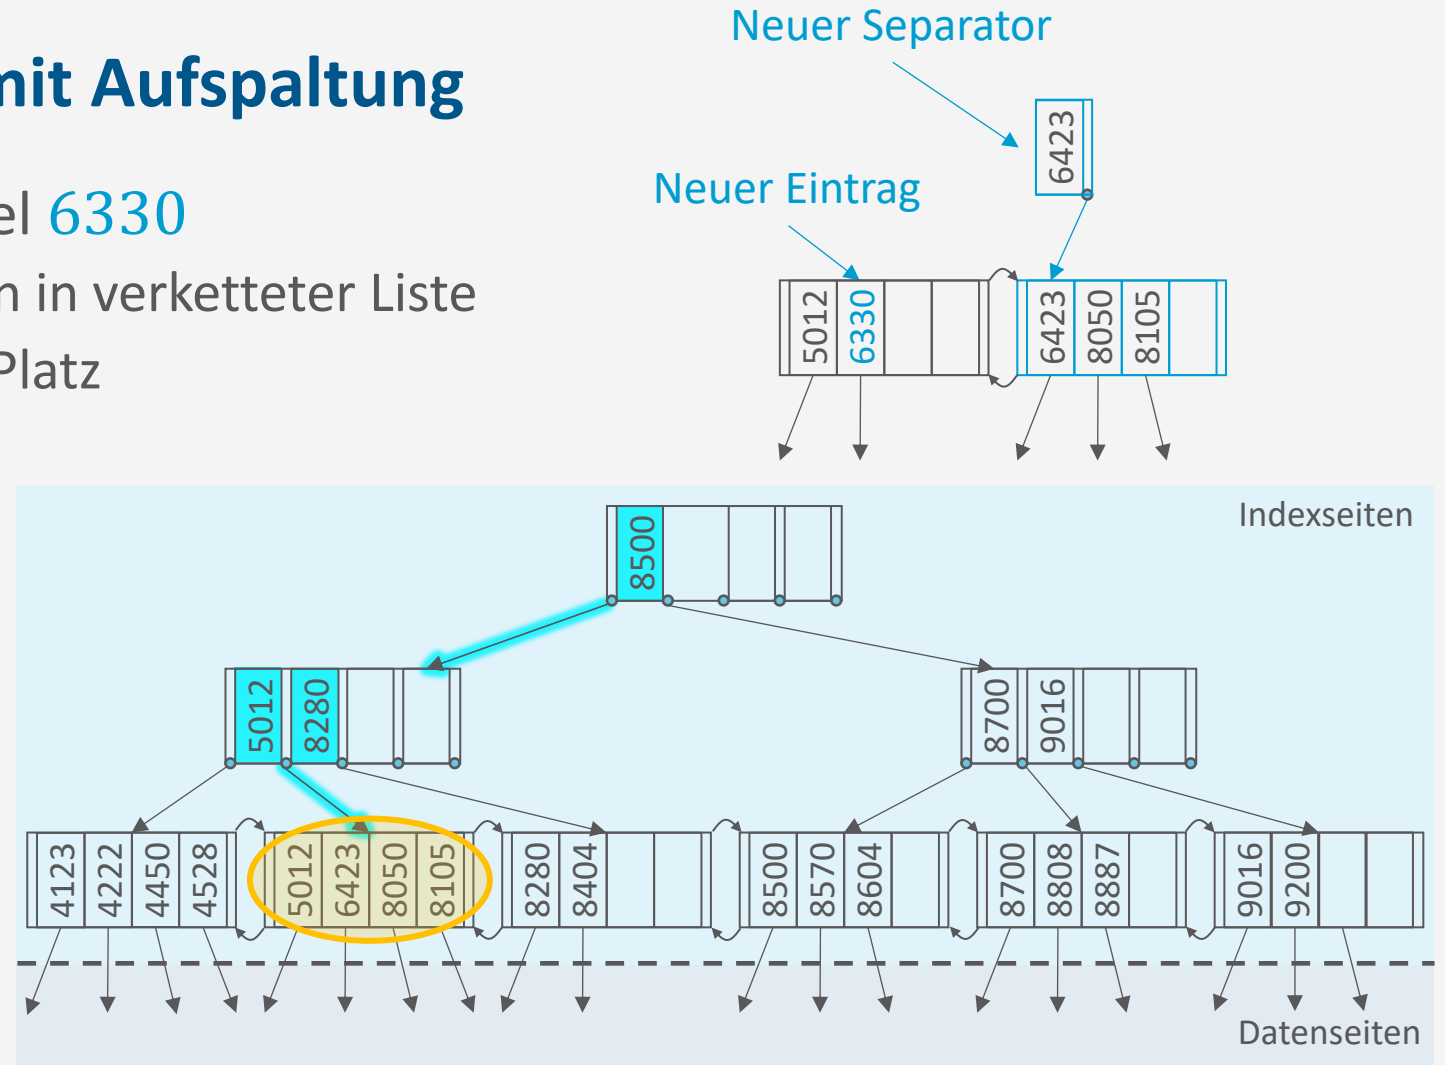 Neuer Separator
mit Aufspaltung
6423
Neuer Eintrag
el 6330
n in verketteter Liste
Platz
5012 6330
6423 8050 8105
Indexseiten
8500
5012 8280
8700 9016
4123 4222 4450 4528
5012 6423 8050 8105
8280 8404
8500 8570 8604
8700 8808 8887
9016 9200
Datenseiten